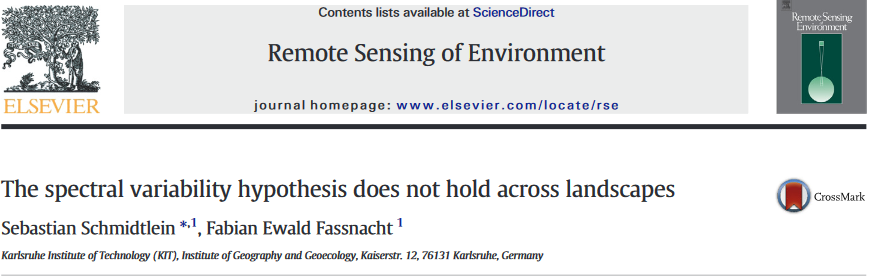 Contents lists available at ScienceDirect
Remote Sensing of Environment
journal homepage: www.elsevier.com/locate/rse
ELSEVIER
Remote Sensing
Environment
The spectral variability hypothesis does not hold across landscapes
CrossMark
Sebastian Schmidtlein *,1, Fabian Ewald Fassnacht 1
Karlsruhe Institute of Technology (KIT), Institute of Geography and Geoecology, Kaiserstr. 12, 76131 Karlsruhe, Germany